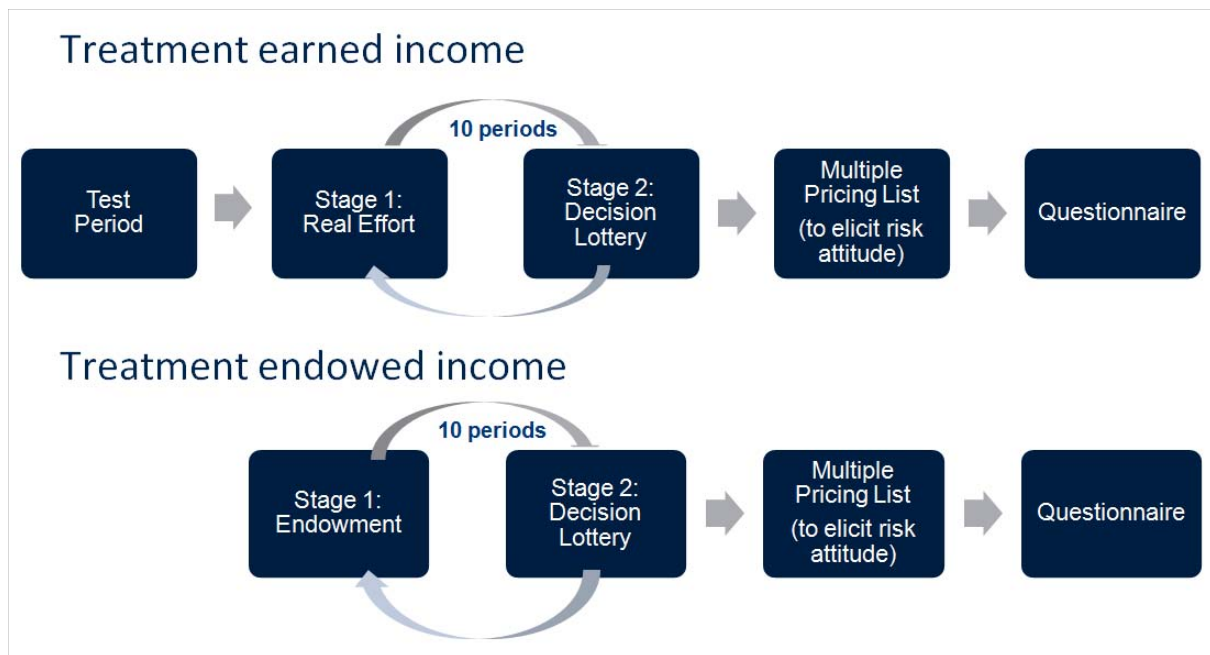 Treatment earned income
10 periods
Test
Period
Stage 1:
Real Effort
Stage 2:
Decision
Lottery
Multiple
Pricing List
(to elicit risk
attitude)
Questionnaire
Treatment endowed income
10 periods
Stage 1:
Endowment
Stage 2:
Decision
Lottery
Multiple
Pricing List
(to elicit risk
attitude)
Questionnaire